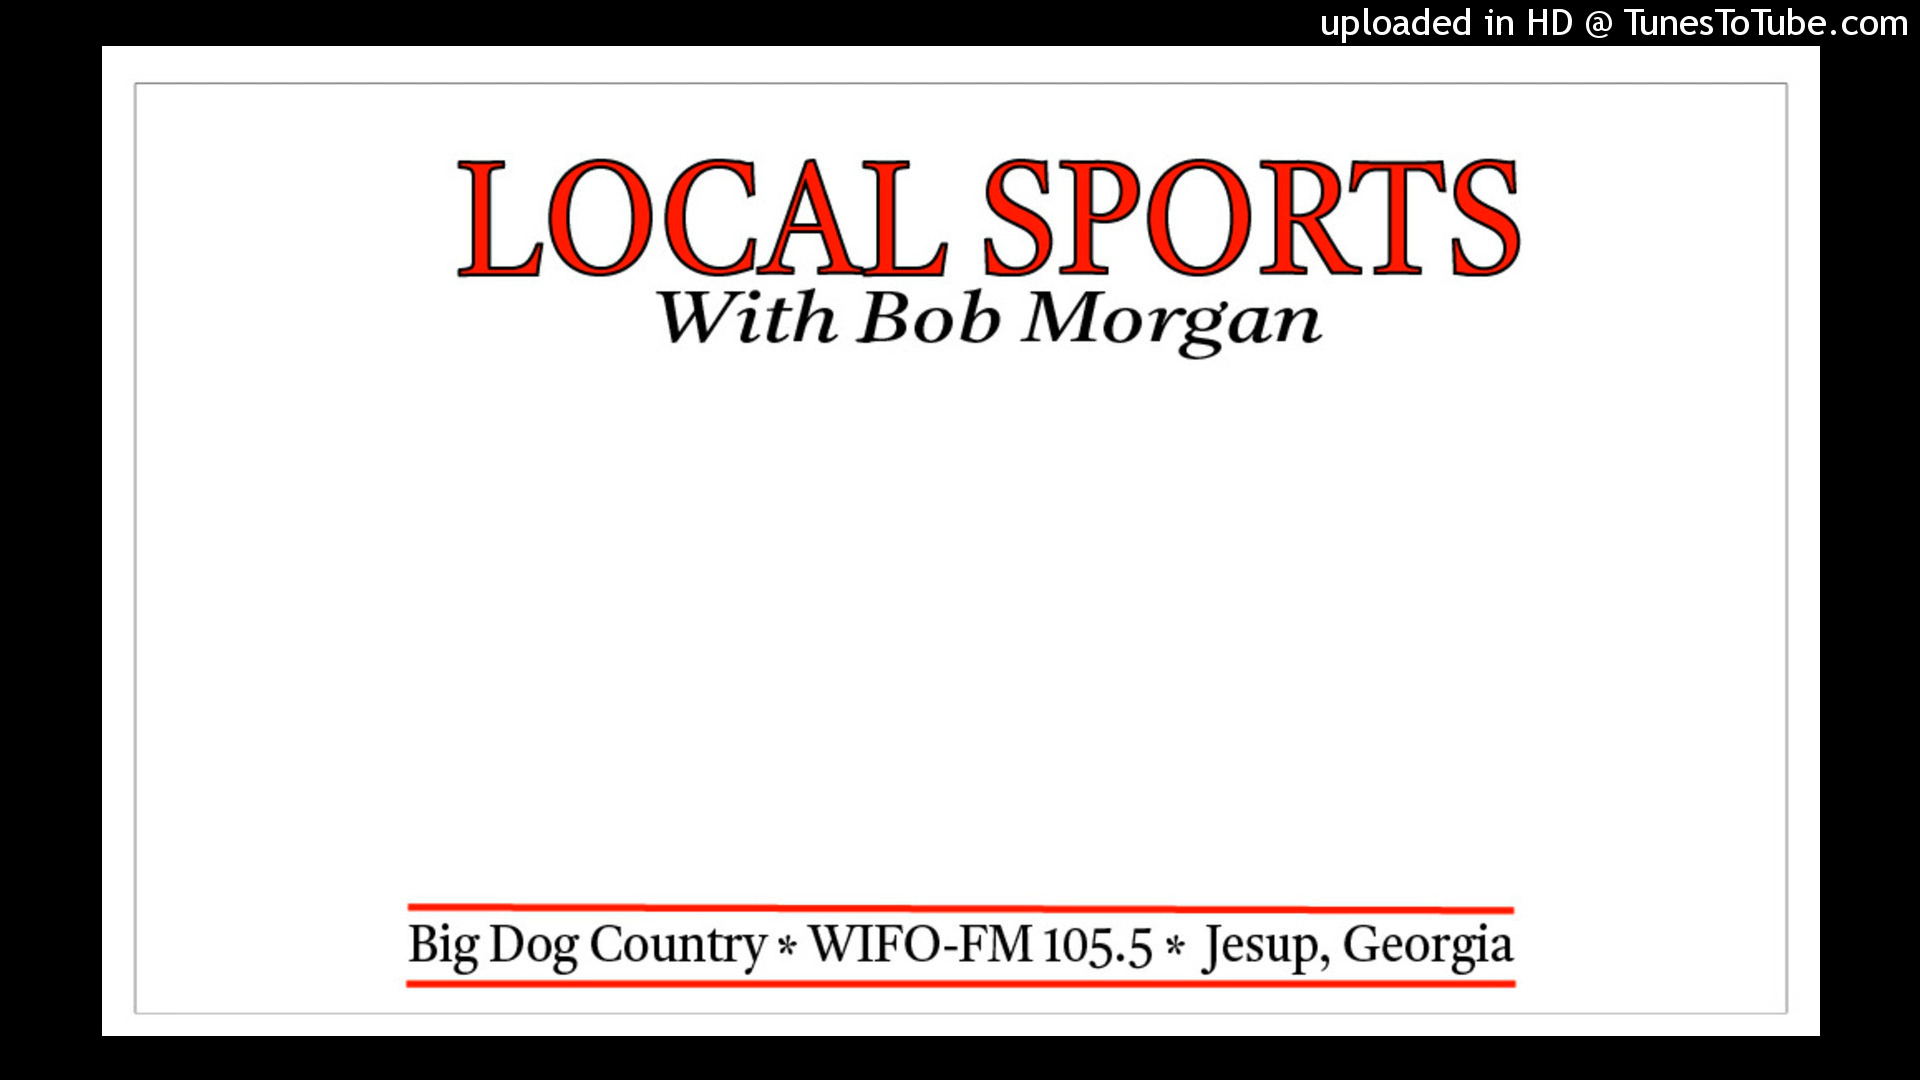 uploaded in HD @ TunesToTube.com
LOCAL SPORTS
With Bob Morgan
Big Dog Country * WIFO-FM 105.5 * Jesup, Georgia